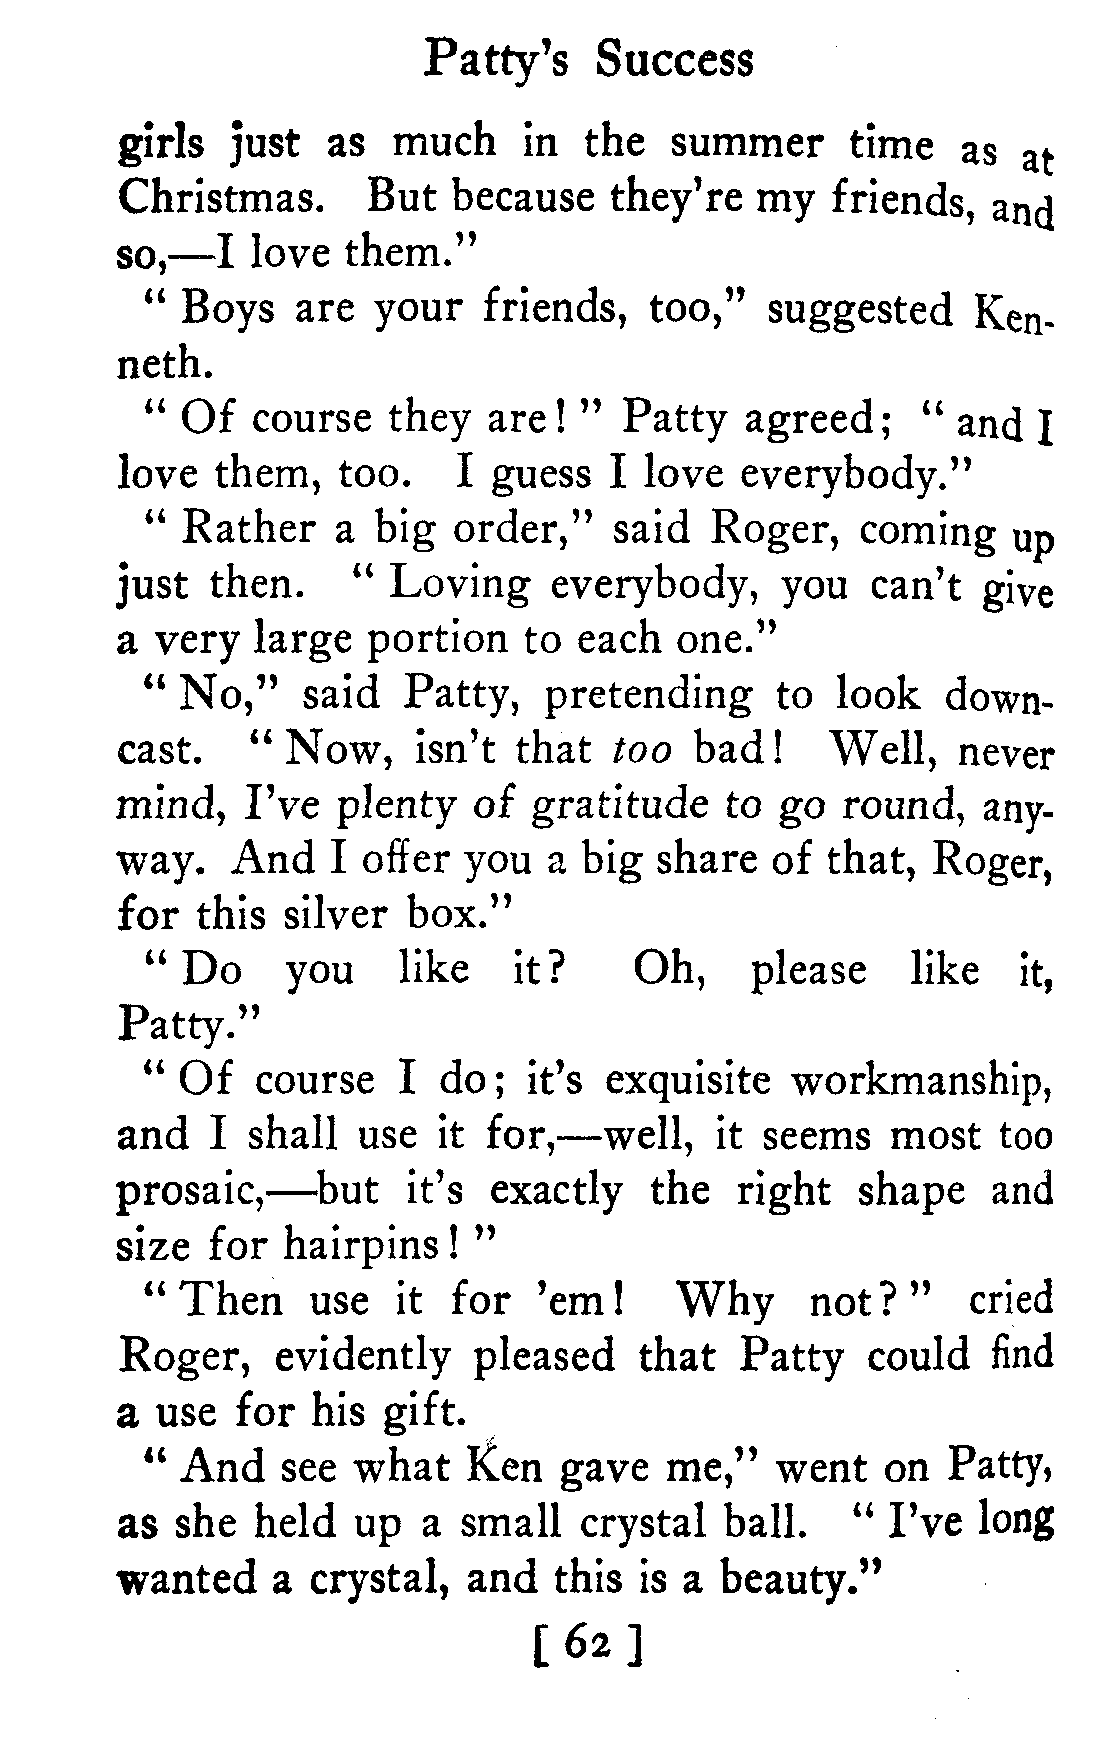 Patty's Success
girls just as much in the summer time as at
Christmas. But because they're my friends, and
so,—I love them."
" Boys are your friends, too," suggested Ken-
neth.
" Of course they are! " Patty agreed; " and I
love them, too. I guess I love everybody."
" Rather a big order," said Roger, coming up
just then. " Loving everybody, you can't give
a very large portion to each one."
" No," said Patty, pretending to look down-
cast. " Now, isn't that too bad! Well, never
mind, I've plenty of gratitude to go round, any-
way. And I offer you a big share of that, Roger,
for this silver box."
" Do you like it? Oh, please like it,
Patty."
" Of course I do; it's exquisite workmanship,
and I shall use it for,—well, it seems most too
prosaic,—but it's exactly the right shape and
size for hairpins! "
" Then use it for 'em! Why not? " cried
Roger, evidently pleased that Patty could find
a use for his gift.
" And see what Ken gave me," went on Patty,
as she held up a small crystal ball. " I've long
wanted a crystal, and this is a beauty."
[ 62 ]